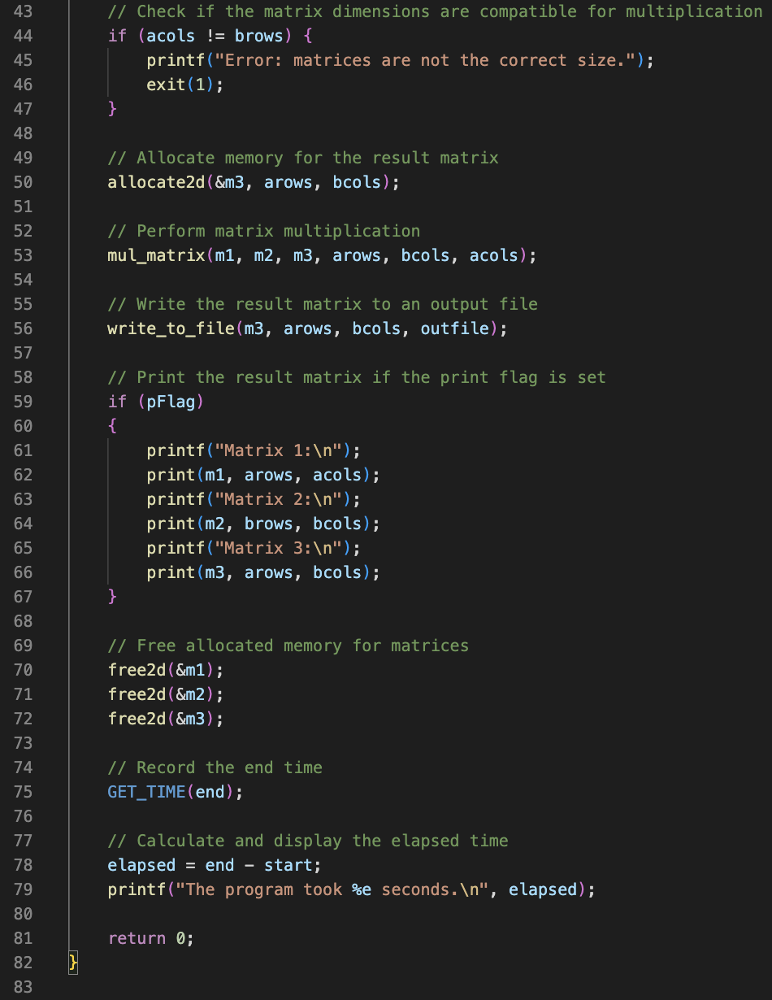 43    // Check if the matrix dimensions are compatible for multiplication
44    if (acols != brows) {
45        printf("Error: matrices are not the correct size.");
46        exit(1);
47    }
48
49    // Allocate memory for the result matrix
50    allocate2d(&m3, arows, bcols);
51
52    // Perform matrix multiplication
53    mul_matrix(m1, m2, m3, arows, bcols, acols);
54
55    // Write the result matrix to an output file
56    write_to_file(m3, arows, bcols, outfile);
57
58    // Print the result matrix if the print flag is set
59    if (pFlag)
60    {
61        printf("Matrix 1:\n");
62        print(m1, arows, acols);
63        printf("Matrix 2:\n");
64        print(m2, brows, bcols);
65        printf("Matrix 3:\n");
66        print(m3, arows, bcols);
67    }
68
69    // Free allocated memory for matrices
70    free2d(&m1);
71    free2d(&m2);
72    free2d(&m3);
73
74    // Record the end time
75    GET_TIME(end);
76
77    // Calculate and display the elapsed time
78    elapsed = end - start;
79    printf("The program took %e seconds.\n", elapsed);
80
81    return 0;
82 }
83